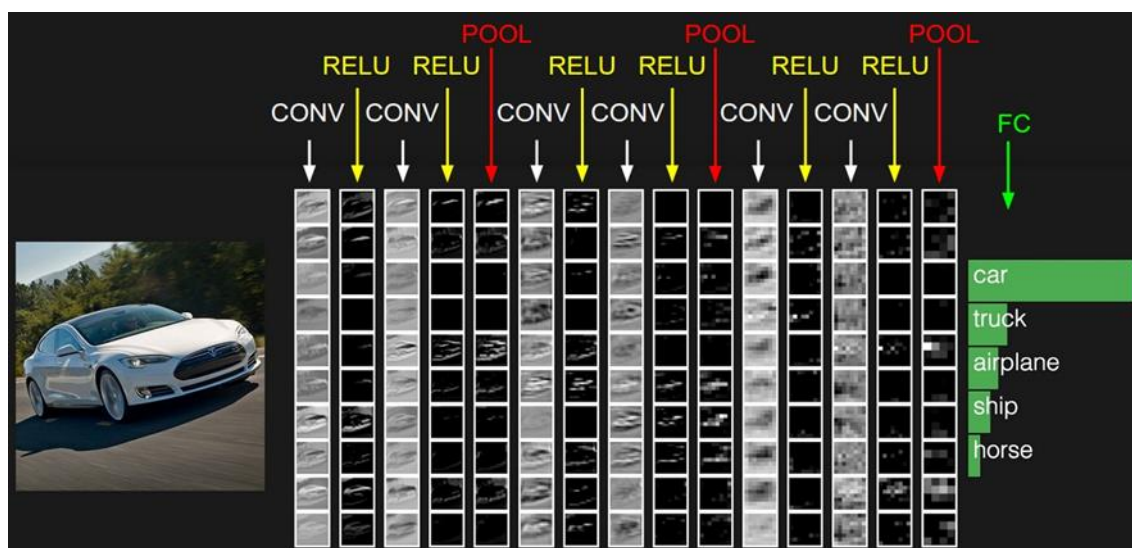 POOL POOL POOL
RELU RELU RELU RELU RELU RELU
CONV CONV CONV CONV CONV CONV
FC
car
truck
airplane
ship
horse